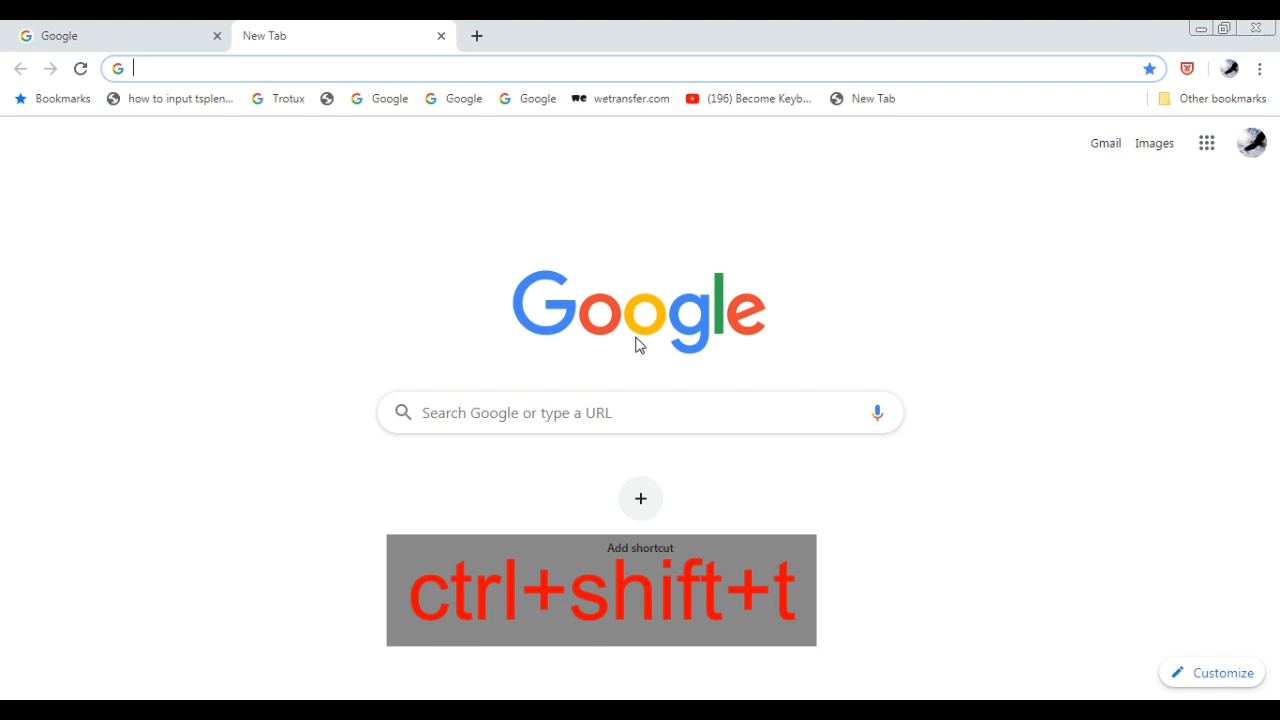 Google
New Tab
Bookmarks
how to input tsplen...
Trotux
Google
Google
Google
we wetransfer.com
(196) Become Keyb...
New Tab
Other bookmarks
Gmail
Images
Google
Search Google or type a URL
Add shortcut
ctrl+shift+t
Customize